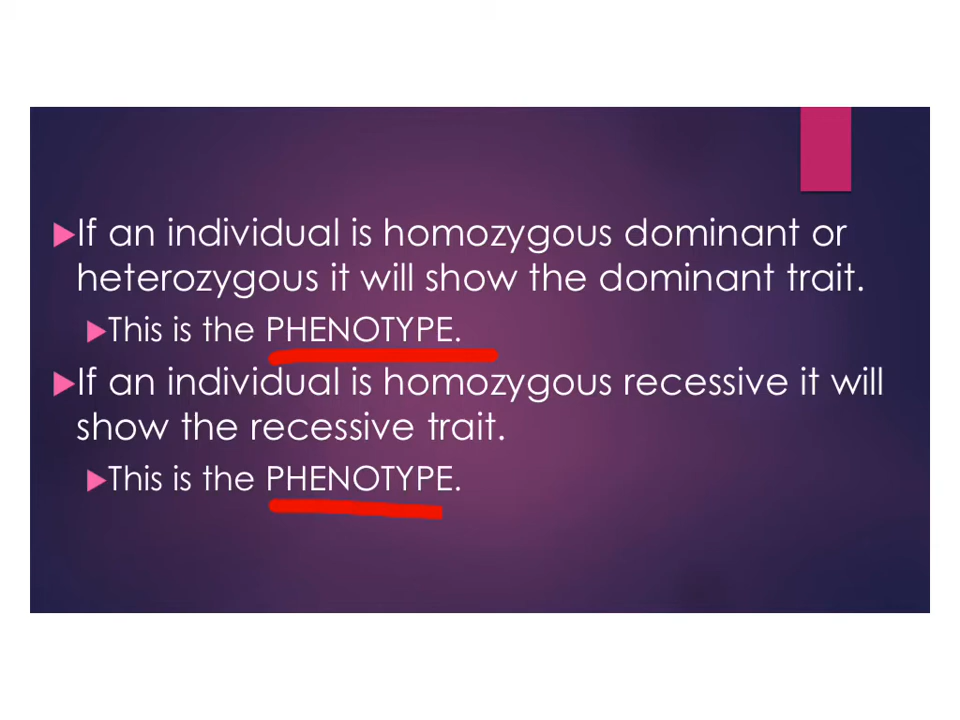 If an individual is homozygous dominant or
heterozygous it will show the dominant trait.
This is the PHENOTYPE.
If an individual is homozygous recessive it will
show the recessive trait.
This is the PHENOTYPE.